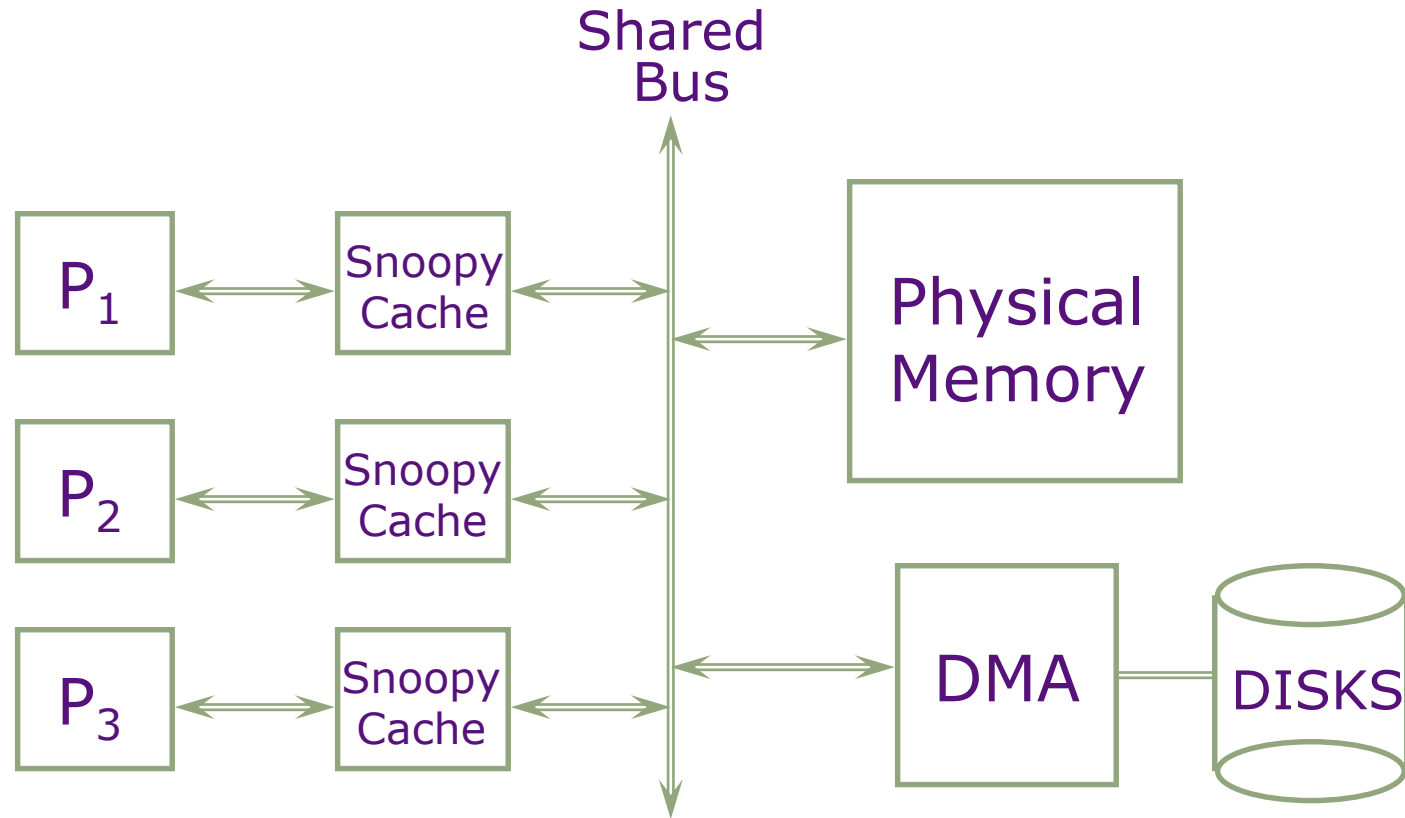 Shared
Bus
P₁
Snoopy
Cache
Physical
Memory
P₂
Snoopy
Cache
P₃
Snoopy
Cache
DMA
DISKS